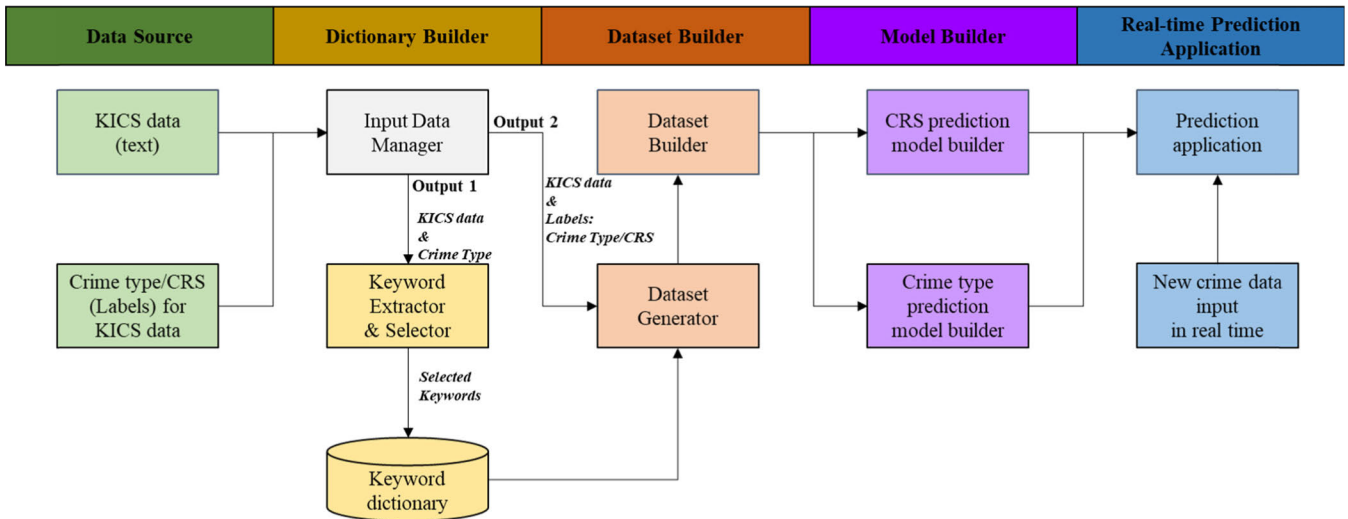 Data Source
Dictionary Builder
Dataset Builder
Model Builder
Real-time Prediction
Application
KICS data
(text)
Input Data
Manager
Output 2
Dataset
Builder
CRS prediction
model builder
Prediction
application
Output 1
KICS data
&
Crime Type
KICS data
&
Labels:
Crime Type/CRS
Crime type/CRS
(Labels) for
KICS data
Keyword
Extractor
& Selector
Dataset
Generator
Crime type
prediction
model builder
New crime data
input
in real time
Selected
Keywords
Keyword
dictionary